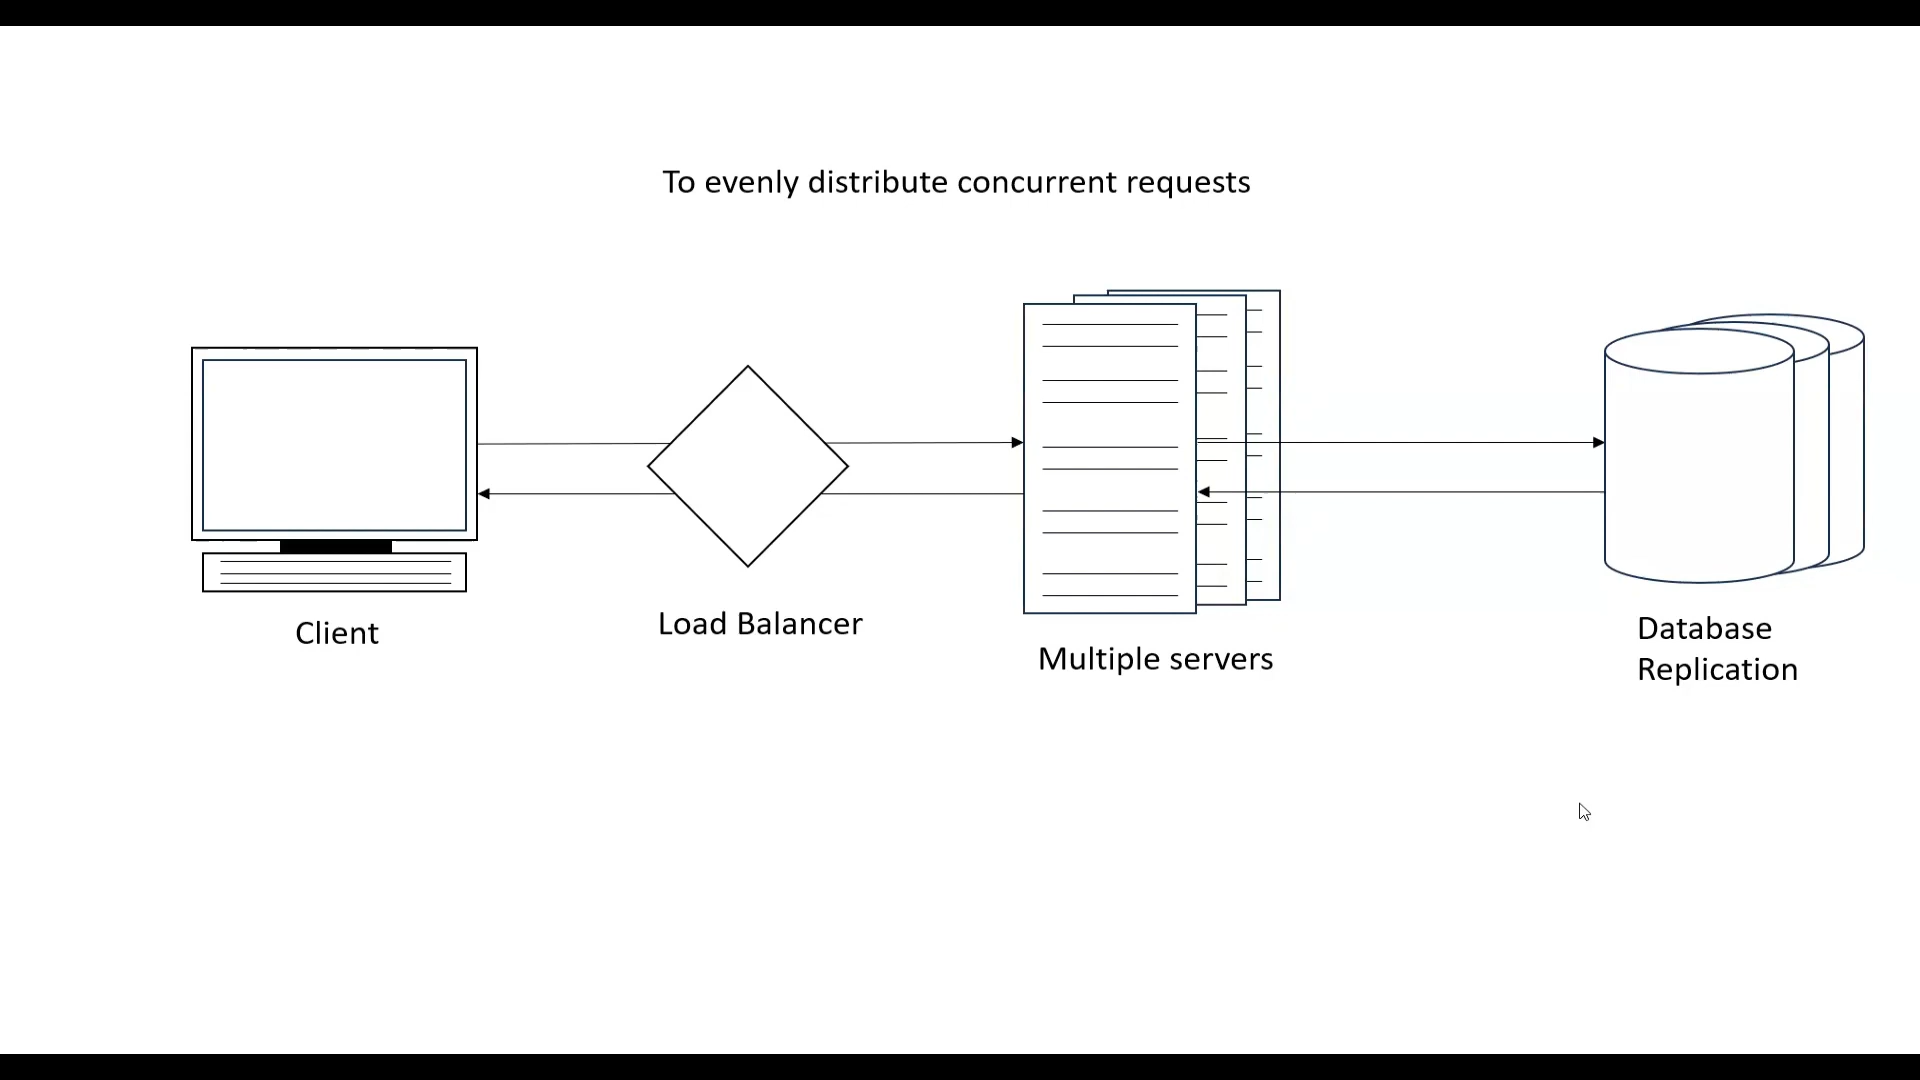 To evenly distribute concurrent requests
Client
Load Balancer
Multiple servers
Database
Replication